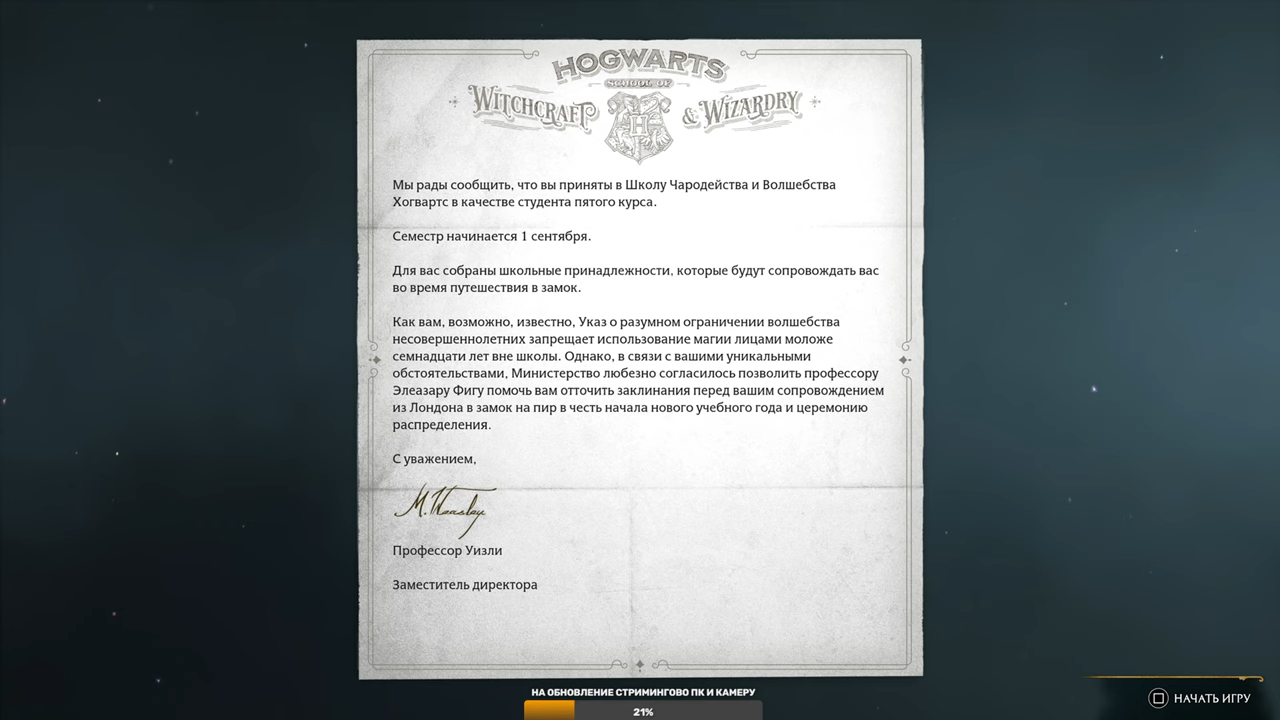 HOGWARTS
SCHOOL OF
WITCHCRAFT & WIZARDRY
H
Мы рады сообщить, что вы приняты в Школу Чародейства и Волшебства
Хогвартс в качестве студента пятого курса.
Семестр начинается 1 сентября.
Для вас собраны школьные принадлежности, которые будут сопровождать вас
во время путешествия в замок.
Как вам, возможно, известно, Указ о разумном ограничении волшебства
несовершеннолетних запрещает использование магии лицами моложе
семнадцати лет вне школы. Однако, в связи с вашими уникальными
обстоятельствами, Министерство любезно согласилось позволить профессору
Элеазару Фигу помочь вам отточить заклинания перед вашим сопровождением
из Лондона в замок на пир в честь начала нового учебного года и церемонию
распределения.
С уважением,
M. Weasley
Профессор Уизли
Заместитель директора
НА ОБНОВЛЕНИЕ СТРИМИНГОВО ПК И КАМЕРУ
21%
НАЧАТЬ ИГРУ